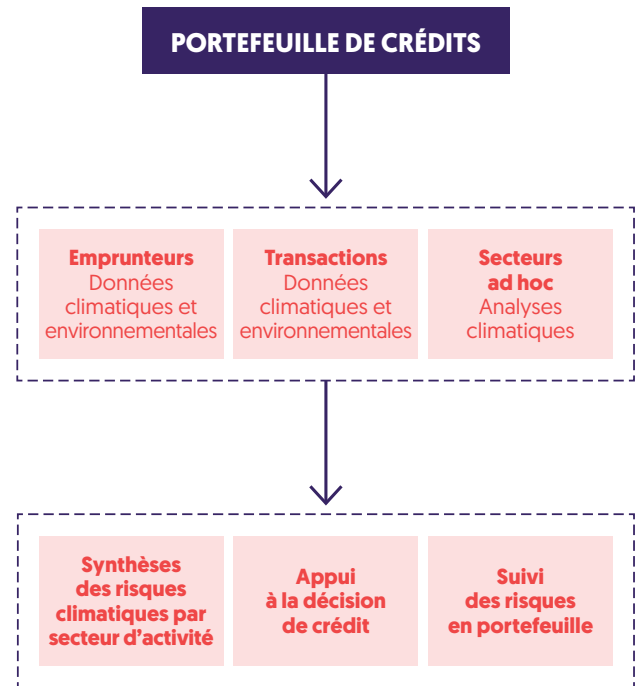 PORTEFEUILLE DE CRÉDITS
Emprunteurs
Données
climatiques et
environnementales
Transactions
Données
climatiques et
environnementales
Secteurs
ad hoc
Analyses
climatiques
Synthèses
des risques
climatiques par
secteur d’activité
Appui
à la décision
de crédit
Suivi
des risques
en portefeuille